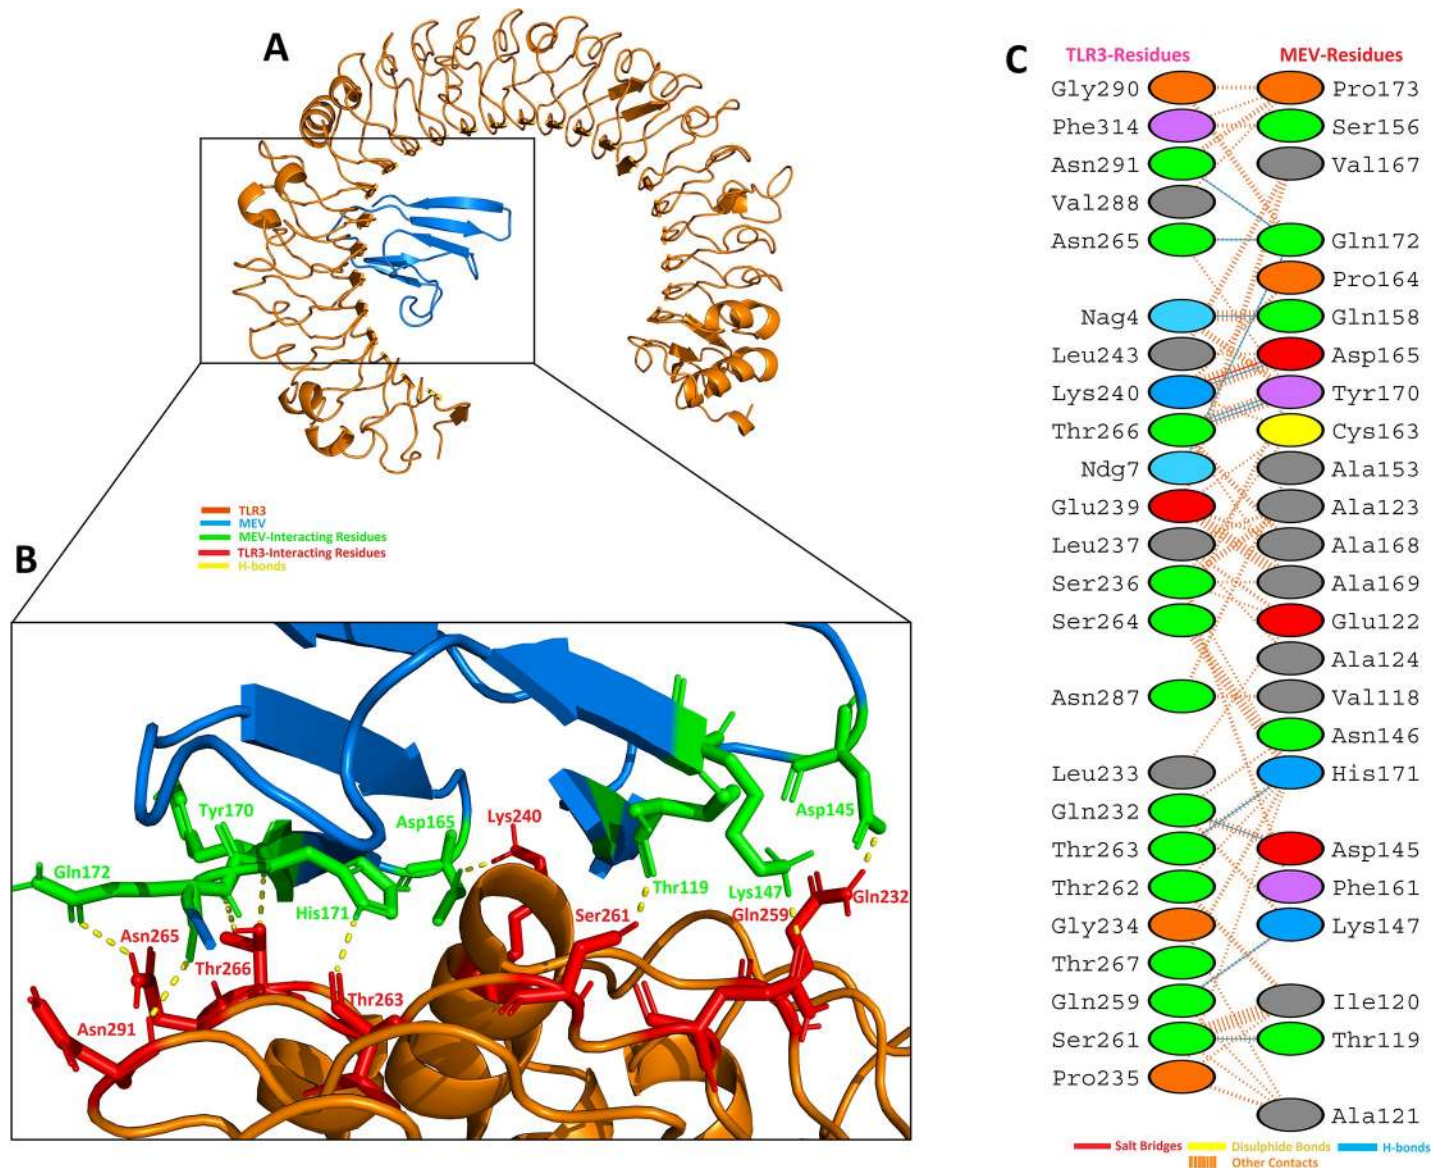 A
TLR3
MEV
MEV-Interacting Residues
TLR3-Interacting Residues
H-bonds
B
Tyr170
Asp165
Lys240
Asp145
Gln172
Thr119
Lys147
Gln232
His171
Ser261
Gln259
Asn265
Thr266
Thr263
Asn291
C
TLR3-Residues MEV-Residues
Gly290 Pro173
Phe314 Ser156
Asn291 Val167
Val288
Asn265 Gln172
Pro164
Nag4 Gln158
Leu243 Asp165
Lys240 Tyr170
Thr266 Cys163
Ndg7 Ala153
Glu239 Ala123
Leu237 Ala168
Ser236 Ala169
Ser264 Glu122
Ala124
Asn287 Val118
Asn146
Leu233 His171
Gln232
Thr263 Asp145
Thr262 Phe161
Gly234 Lys147
Thr267
Gln259 Ile120
Ser261 Thr119
Pro235
Ala121
Salt Bridges Disulphide Bonds H-bonds
Other Contacts